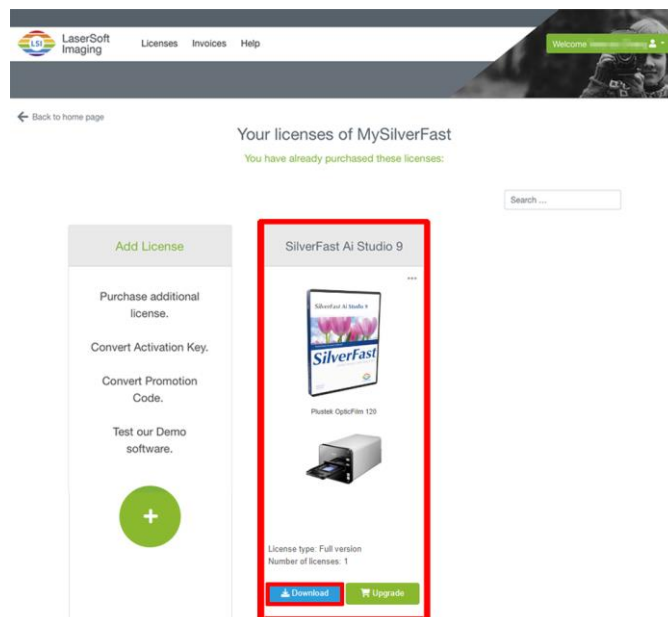 LSI
LaserSoft
Imaging
Licenses Invoices Help
Welcome
Back to home page
Your licenses of MySilverFast
You have already purchased these licenses:
Search ...
Add License
Purchase additional
license.
Convert Activation Key.
Convert Promotion
Code.
Test our Demo
software.
+
SilverFast Ai Studio 9
...
SilverFast Ai Studio 9
SilverFast
Plustek OpticFilm 120
License type: Full version
Number of licenses: 1
Download
Upgrade